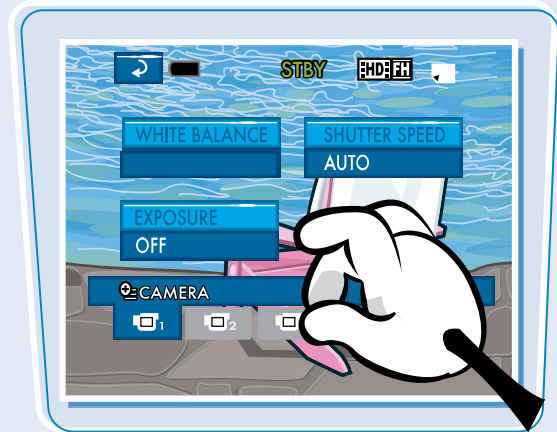 STBY HD FH
WHITE BALANCE SHUTTER SPEED
AUTO
EXPOSURE
OFF
CAMERA
1 2